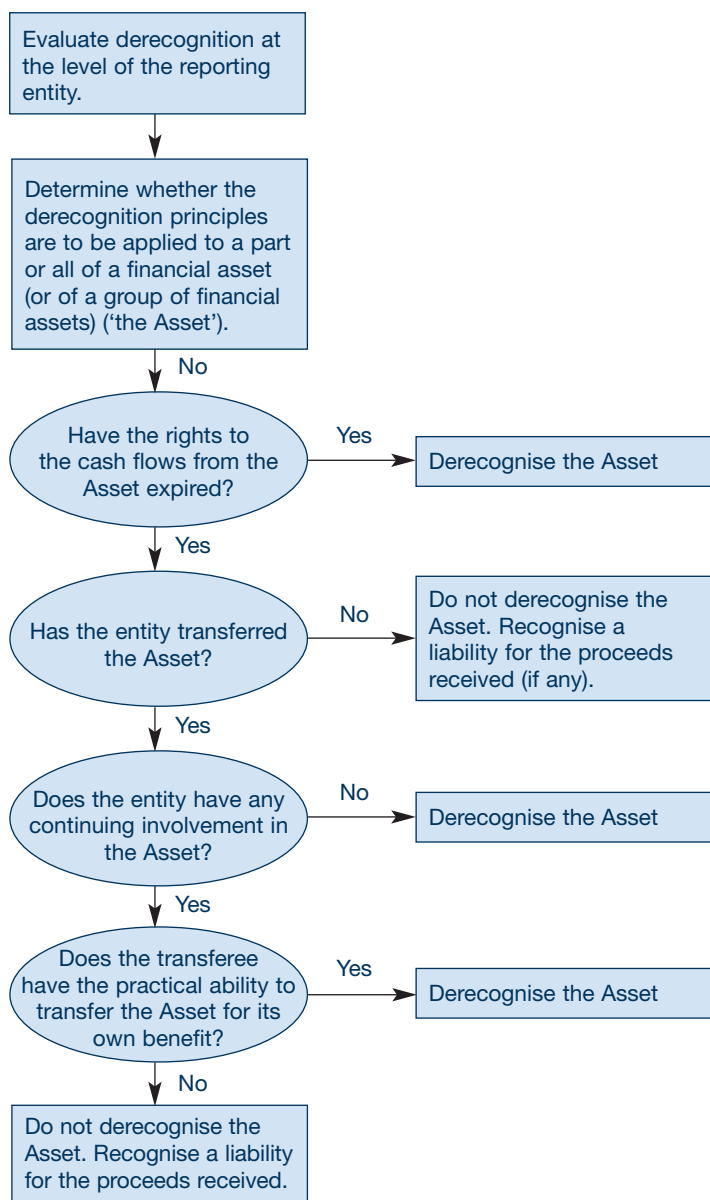 Evaluate derecognition at
the level of the reporting
entity.
Determine whether the
derecognition principles
are to be applied to a part
or all of a financial asset
(or of a group of financial
assets) (‘the Asset’).
No
Have the rights to
the cash flows from the
Asset expired?
Yes
Derecognise the Asset
Yes
Has the entity transferred
the Asset?
No
Do not derecognise the
Asset. Recognise a
liability for the proceeds
received (if any).
Yes
Does the entity have any
continuing involvement in
the Asset?
No
Derecognise the Asset
Yes
Does the transferee
have the practical ability to
transfer the Asset for its
own benefit?
Yes
Derecognise the Asset
No
Do not derecognise the
Asset. Recognise a liability
for the proceeds received.